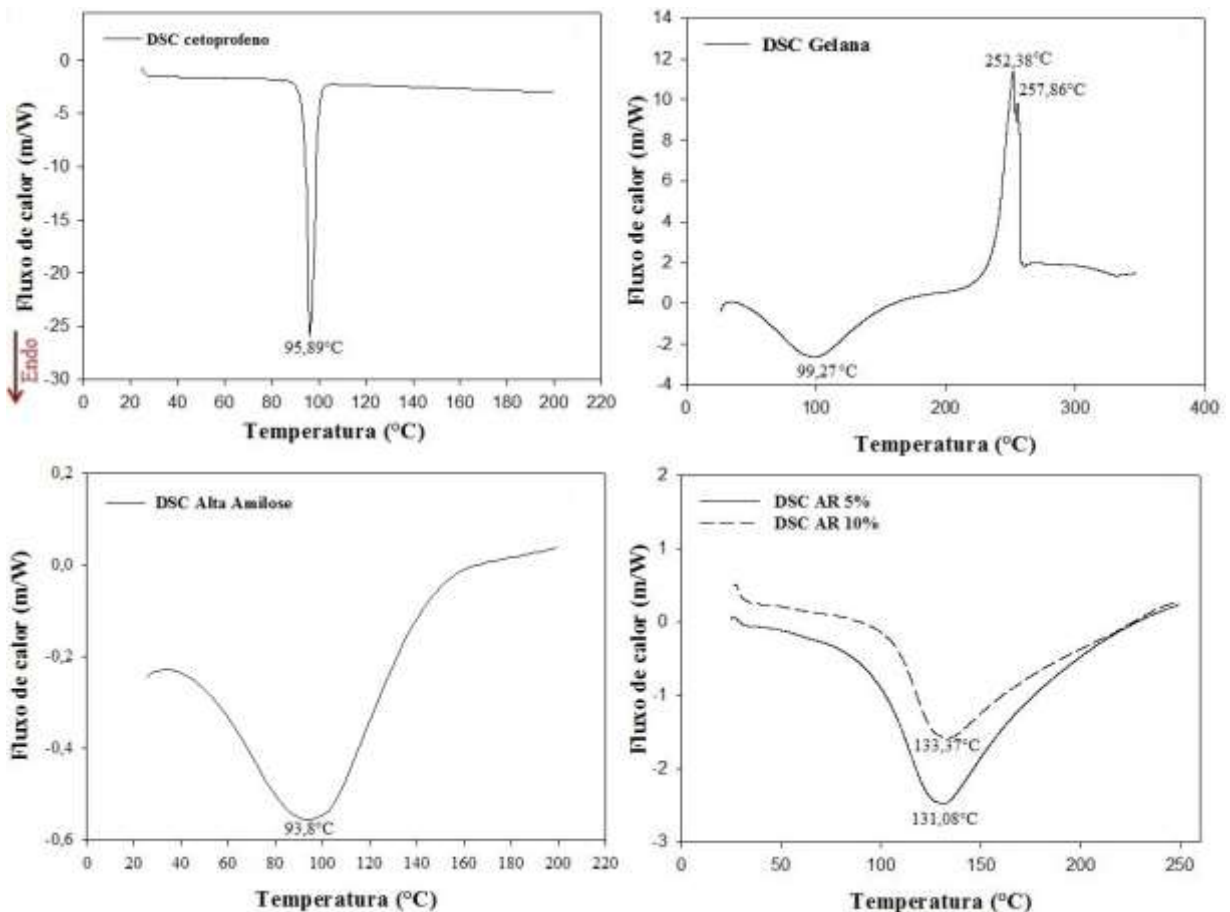 DSC cetoprofeno
Fluxo de calor (m/W)
0
-5
-10
-15
-20
-25
-30
95,89°C
0 20 40 60 80 100 120 140 160 180 200 220
Temperatura (°C)
Endo
DSC Gelana
Fluxo de calor (m/W)
14
12
10
8
6
4
2
0
-2
-4
252,38°C
257,86°C
99,27°C
0 100 200 300 400
Temperatura (°C)
DSC Alta Amilose
Fluxo de calor (m/W)
0,2
0,0
-0,2
-0,4
-0,6
93,8°C
0 20 40 60 80 100 120 140 160 180 200 220
Temperatura (°C)
DSC AR 5%
DSC AR 10%
Fluxo de calor (m/W)
2
1
0
-1
-2
-3
133,37°C
131,08°C
0 50 100 150 200 250
Temperatura (°C)